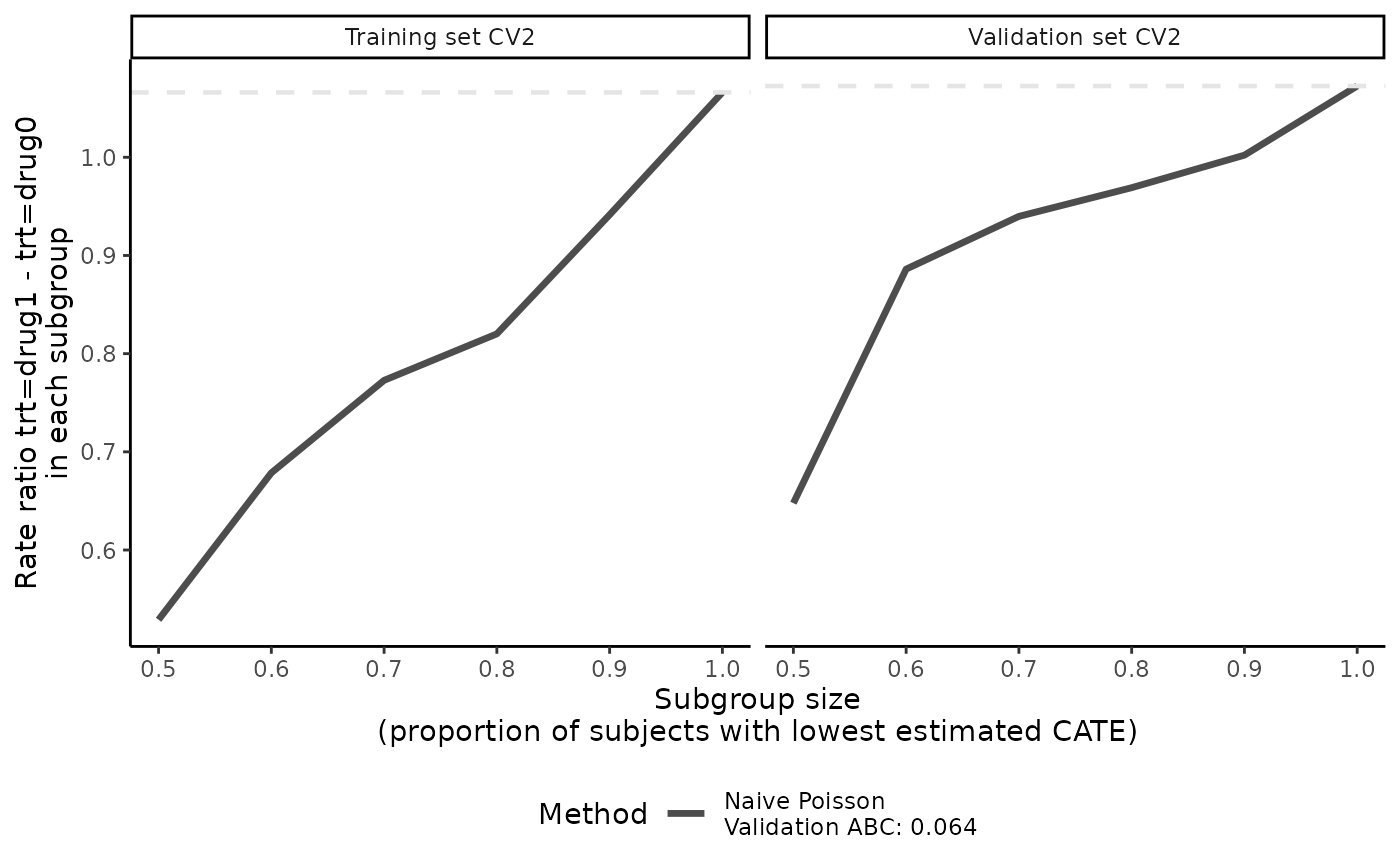 Training set CV2
Validation set CV2
Rate ratio trt=drug1 - trt=drug0
in each subgroup
1.0
0.9
0.8
0.7
0.6
0.5 0.6 0.7 0.8 0.9 1.0
0.5 0.6 0.7 0.8 0.9 1.0
Subgroup size
(proportion of subjects with lowest estimated CATE)
Method
Naive Poisson
Validation ABC: 0.064